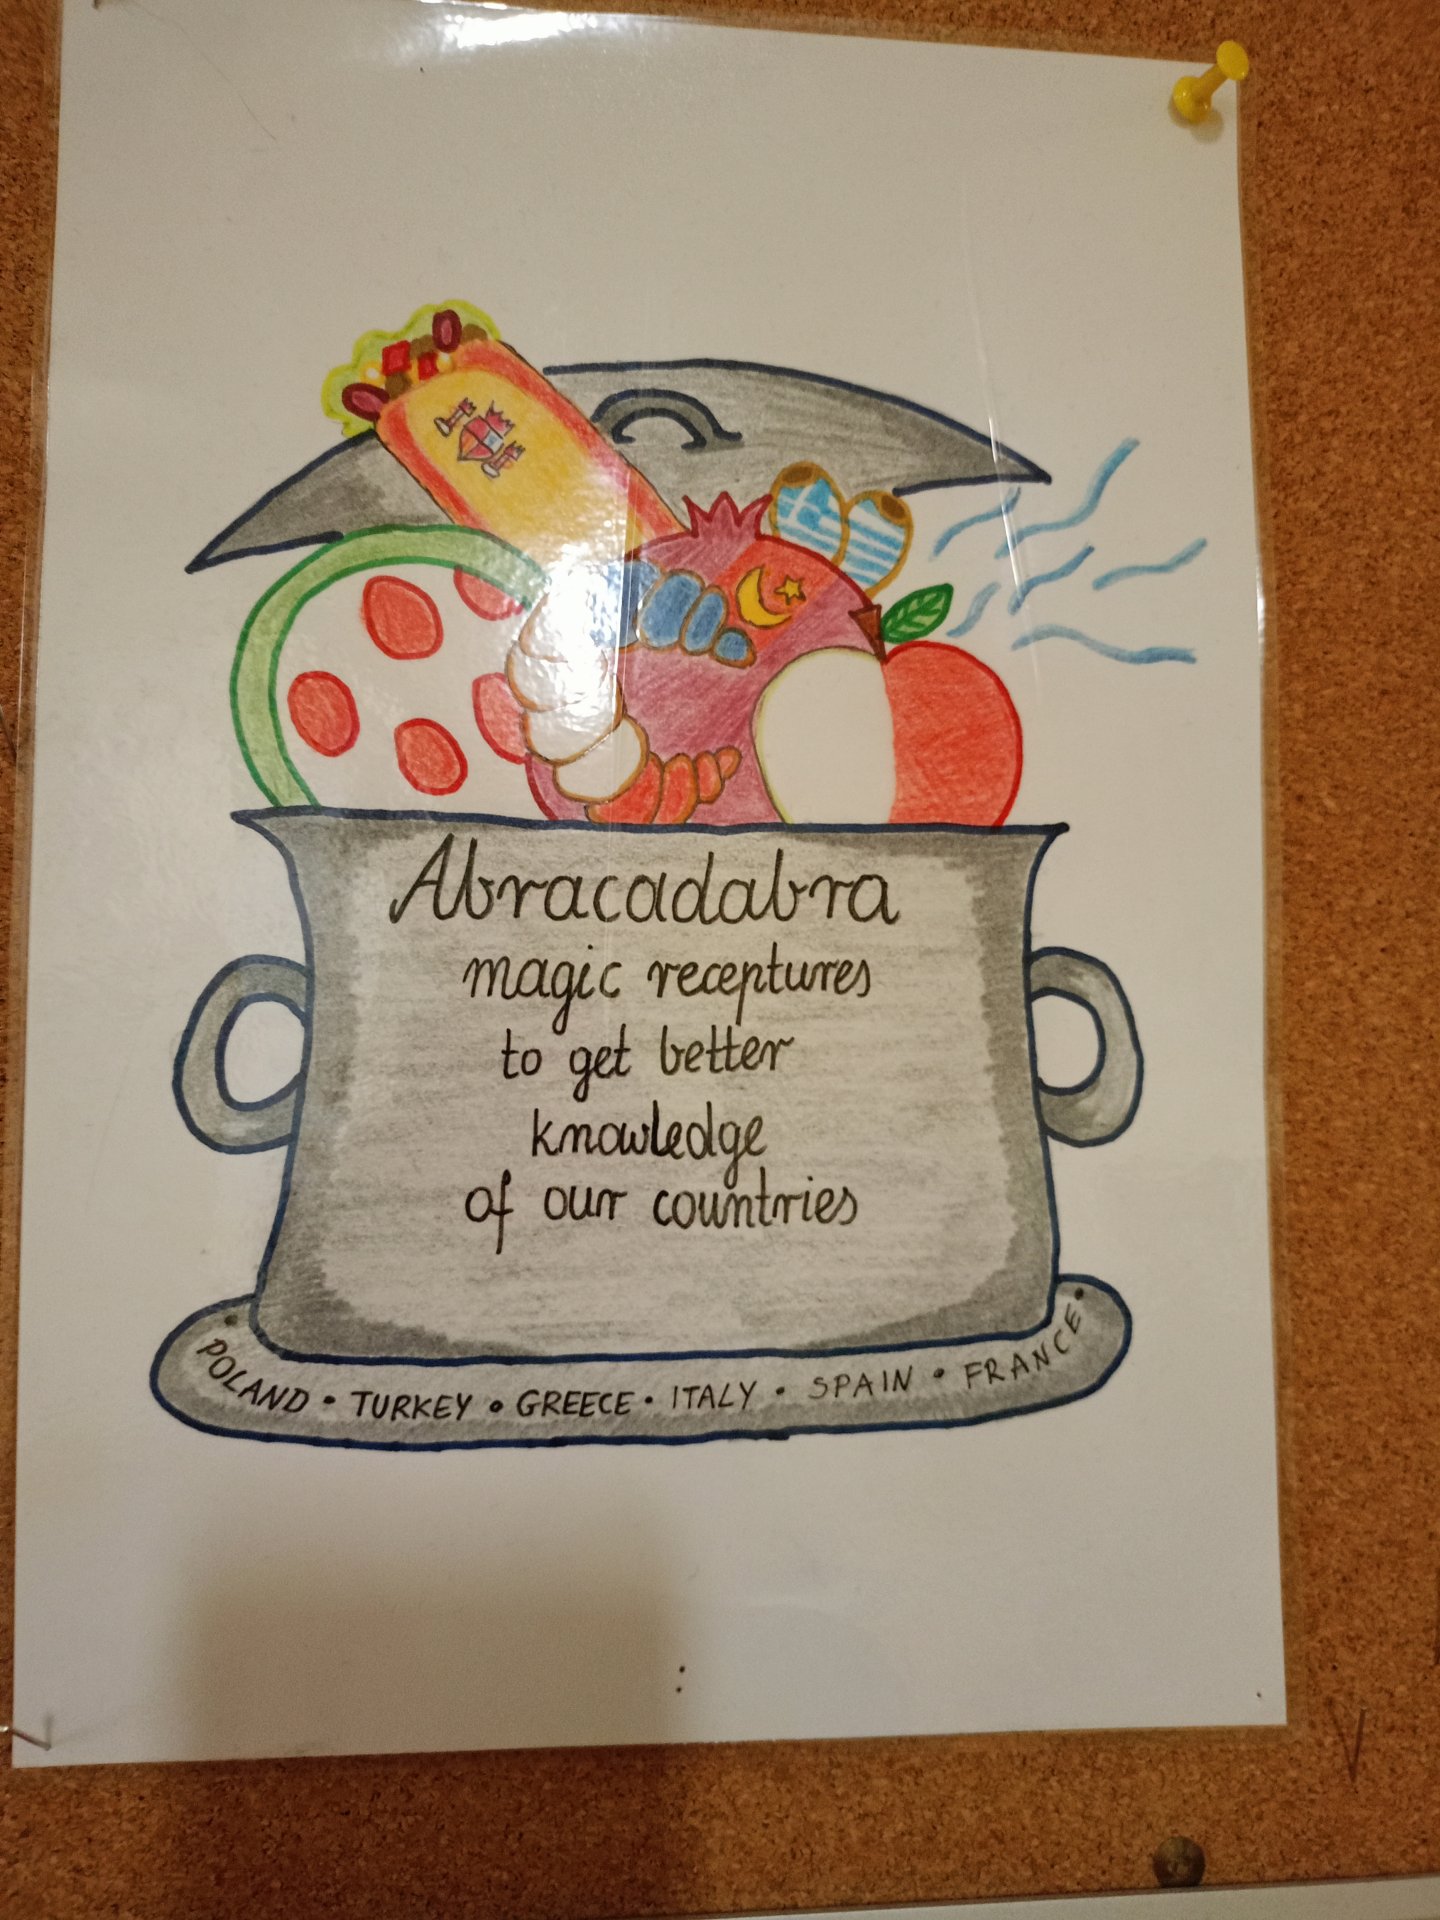 Abracadabra
magic receptures
to get better
knowledge
of our countries
• POLAND • TURKEY • GREECE • ITALY • SPAIN • FRANCE •